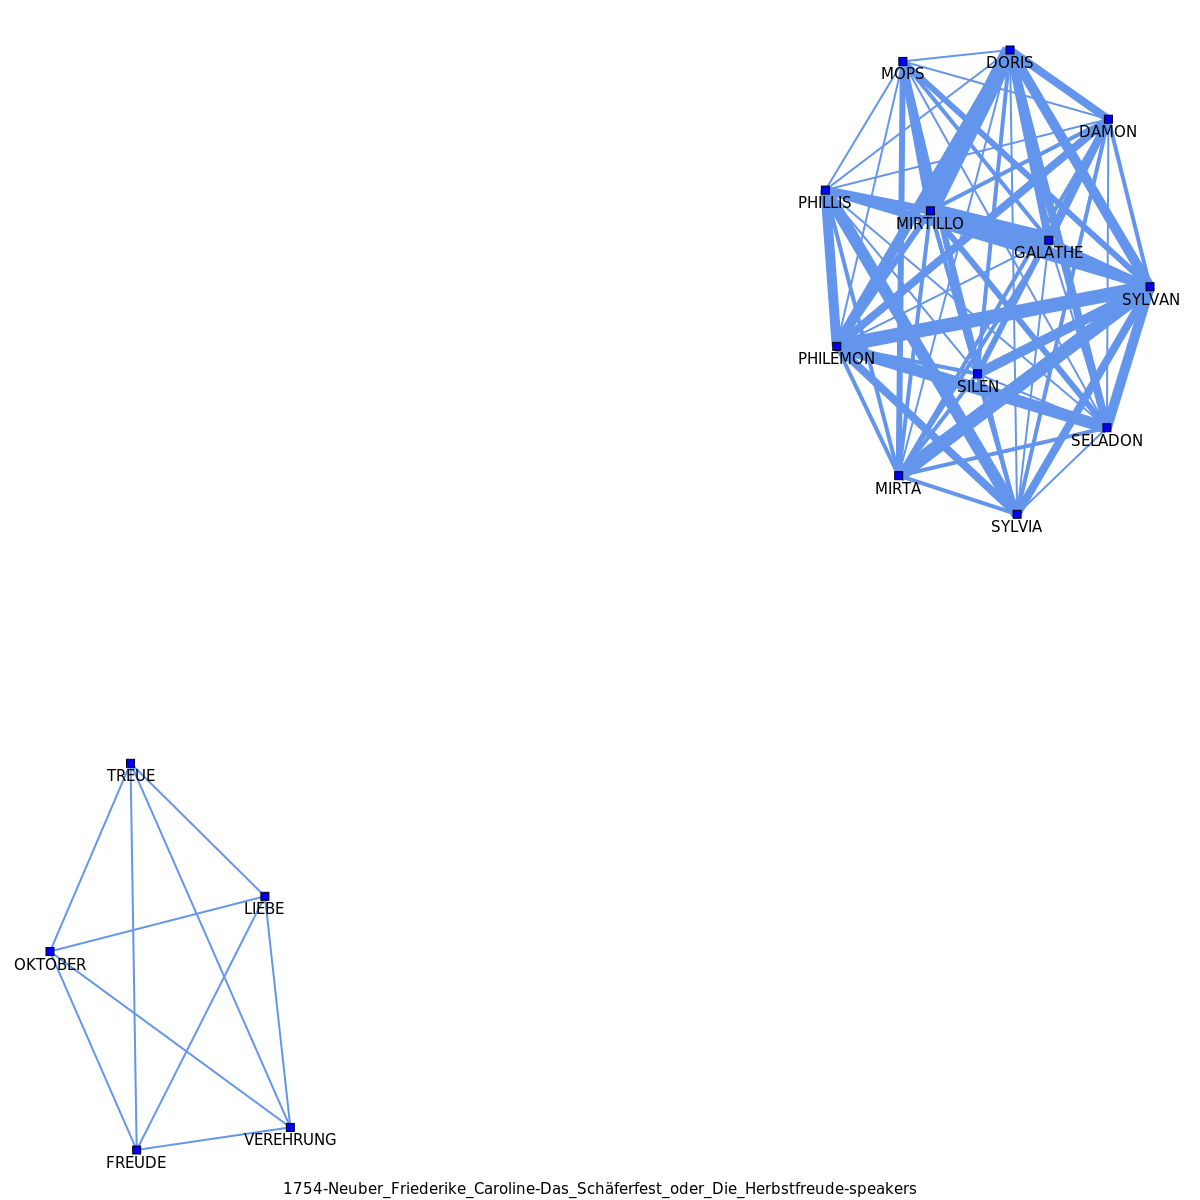 DORIS
MOPS
DAMON
PHILLIS
MIRTILLO
GALATHE
SYLVAN
PHILEMON
SILEN
SELADON
MIRTA
SYLVIA
TREUE
LIEBE
OKTOBER
VEREHRUNG
FREUDE
1754-Neuber_Friederike_Caroline-Das_Schäferfest_oder_Die_Herbstfreude-speakers